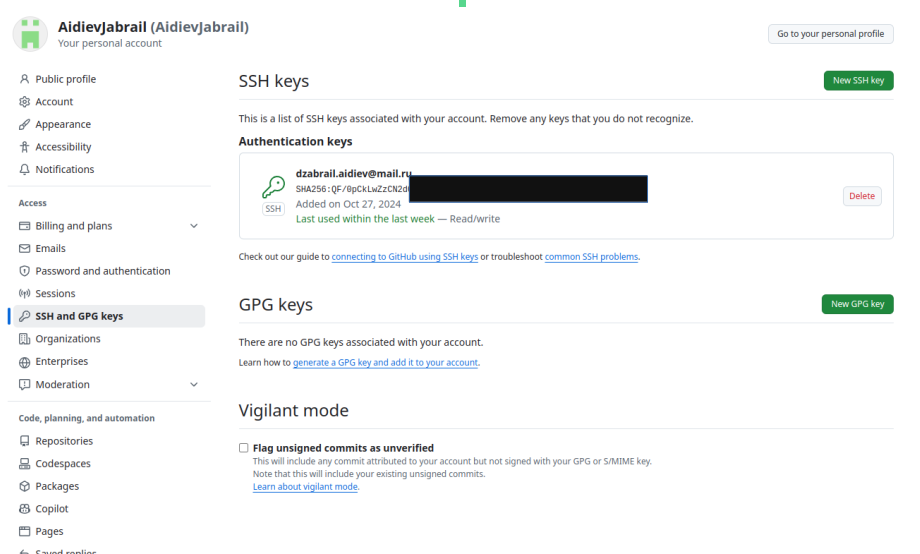 AidievJabrail (AidievJabrail)
Your personal account
Go to your personal profile
Public profile
Account
Appearance
Accessibility
Notifications
Access
Billing and plans
Emails
Password and authentication
Sessions
SSH and GPG keys
Organizations
Enterprises
Moderation
Code, planning, and automation
Repositories
Codespaces
Packages
Copilot
Pages
Saved replies
SSH keys
New SSH key
This is a list of SSH keys associated with your account. Remove any keys that you do not recognize.
Authentication keys
dzabrail.aidiev@mail.ru
SHA256:QF/0pCkLwZzCN2d
SSH
Added on Oct 27, 2024
Last used within the last week — Read/write
Delete
Check out our guide to connecting to GitHub using SSH keys or troubleshoot common SSH problems.
GPG keys
New GPG key
There are no GPG keys associated with your account.
Learn how to generate a GPG key and add it to your account.
Vigilant mode
Flag unsigned commits as unverified
This will include any commit attributed to your account but not signed with your GPG or S/MIME key.
Note that this will include your existing unsigned commits.
Learn about vigilant mode.